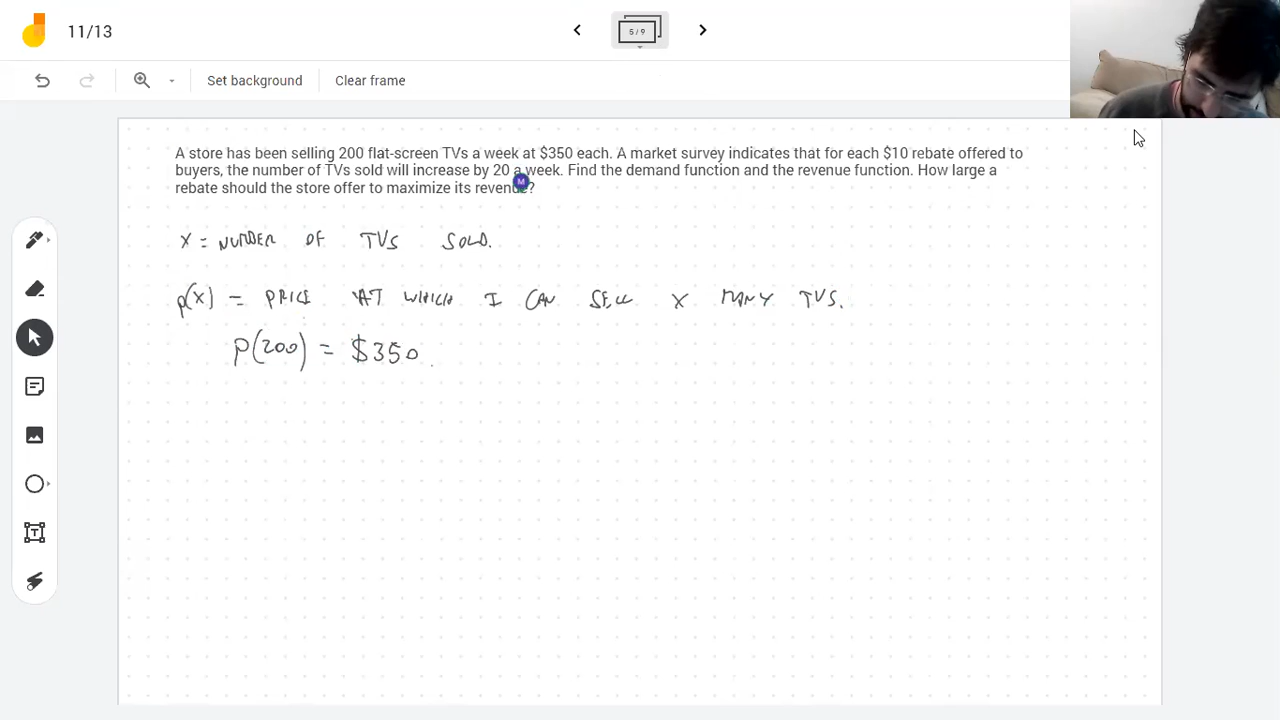 11/13
5 / 9
Set background
Clear frame
A store has been selling 200 flat-screen TVs a week at $350 each. A market survey indicates that for each $10 rebate offered to
buyers, the number of TVs sold will increase by 20 a week. Find the demand function and the revenue function. How large a
rebate should the store offer to maximize its revenue?
M
X = NUMBER OF TVS SOLD.
p(x) = PRICE AT WHICH I CAN SELL X MANY TVS.
P(200) = $350.
T